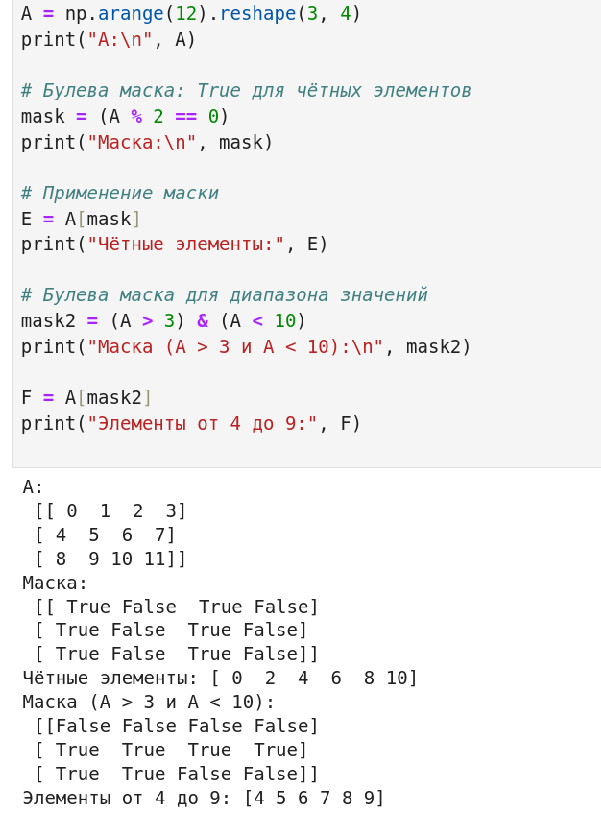 A = np.arange(12).reshape(3, 4)
print("A:\n", A)
# Булева маска: True для чётных элементов
mask = (A % 2 == 0)
print("Маска:\n", mask)
# Применение маски
E = A[mask]
print("Чётные элементы:", E)
# Булева маска для диапазона значений
mask2 = (A > 3) & (A < 10)
print("Маска (A > 3 и A < 10):\n", mask2)
F = A[mask2]
print("Элементы от 4 до 9:", F)
A:
 [[ 0  1  2  3]
 [ 4  5  6  7]
 [ 8  9 10 11]]
Маска:
 [[ True False  True False]
 [ True False  True False]
 [ True False  True False]]
Чётные элементы: [ 0  2  4  6  8 10]
Маска (A > 3 и A < 10):
 [[False False False False]
 [ True  True  True  True]
 [ True  True False False]]
Элементы от 4 до 9: [4 5 6 7 8 9]